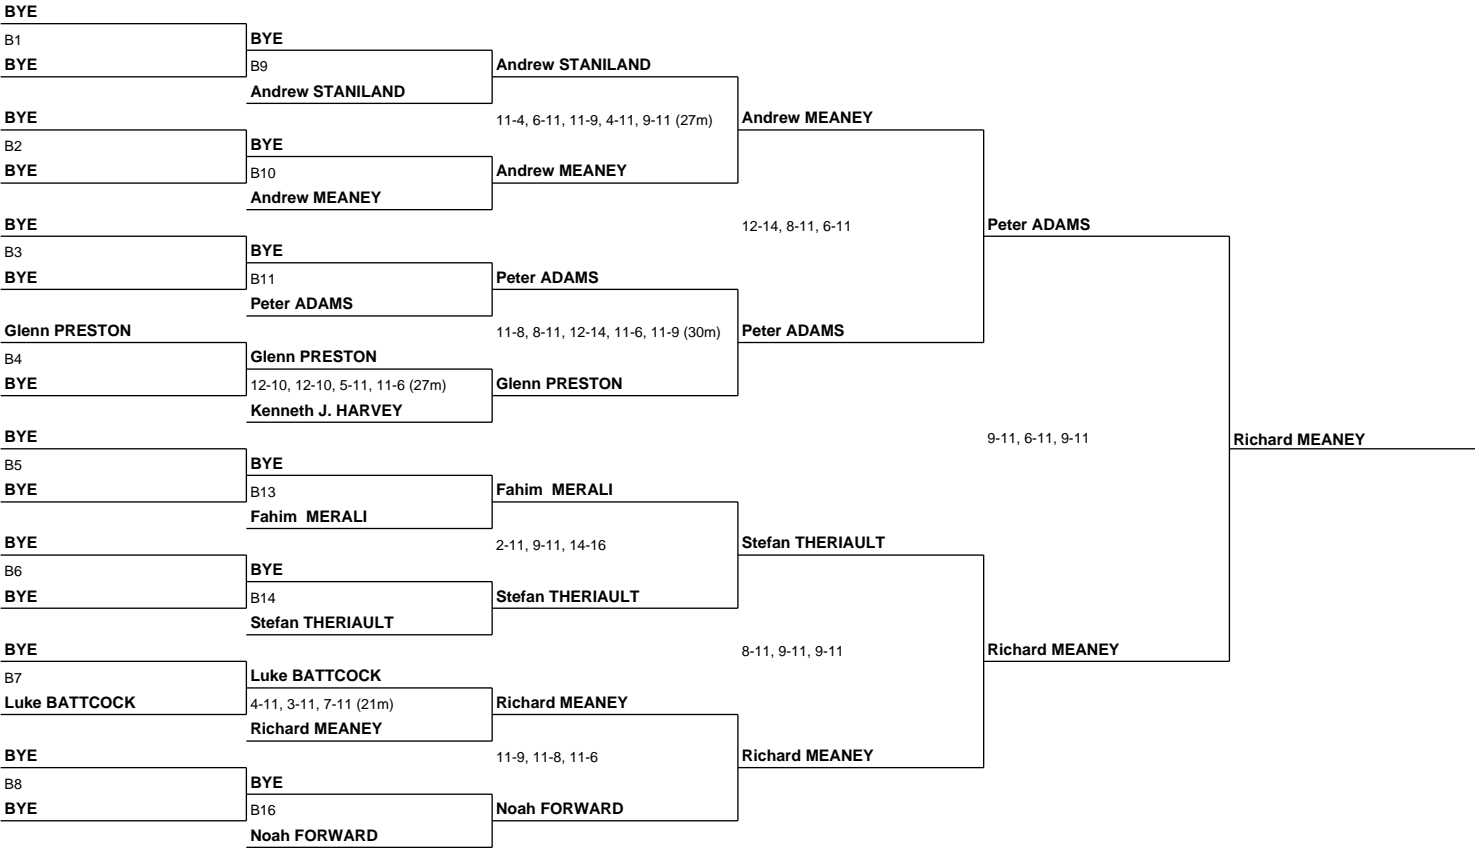 BYE
B1
BYE
BYE
B2
BYE
BYE
B3
BYE
Glenn PRESTON
B4
BYE
BYE
B5
BYE
BYE
B6
BYE
BYE
B7
Luke BATTCOCK
BYE
B8
BYE
BYE
B9
Andrew STANILAND
BYE
B10
Andrew MEANEY
BYE
B11
Peter ADAMS
Glenn PRESTON
12-10, 12-10, 5-11, 11-6 (27m)
Kenneth J. HARVEY
BYE
B13
Fahim MERALI
BYE
B14
Stefan THERIAULT
Luke BATTCOCK
4-11, 3-11, 7-11 (21m)
Richard MEANEY
BYE
B16
Noah FORWARD
Andrew STANILAND
11-4, 6-11, 11-9, 4-11, 9-11 (27m)
Andrew MEANEY
Peter ADAMS
11-8, 8-11, 12-14, 11-6, 11-9 (30m)
Glenn PRESTON
Fahim MERALI
2-11, 9-11, 14-16
Stefan THERIAULT
Richard MEANEY
11-9, 11-8, 11-6
Noah FORWARD
Andrew MEANEY
12-14, 8-11, 6-11
Peter ADAMS
Stefan THERIAULT
8-11, 9-11, 9-11
Richard MEANEY
Peter ADAMS
9-11, 6-11, 9-11
Richard MEANEY
Richard MEANEY